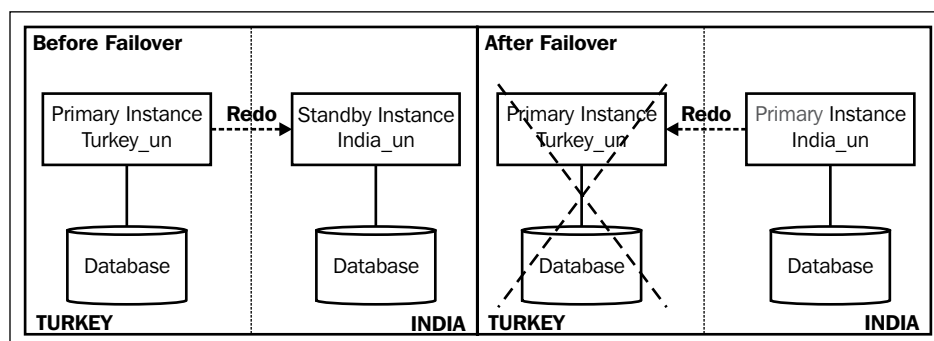 Before Failover
Primary Instance
Turkey_un
Redo
Standby Instance
India_un
Database
Database
TURKEY
INDIA
After Failover
Primary Instance
Turkey_un
Redo
Primary Instance
India_un
Database
Database
TURKEY
INDIA